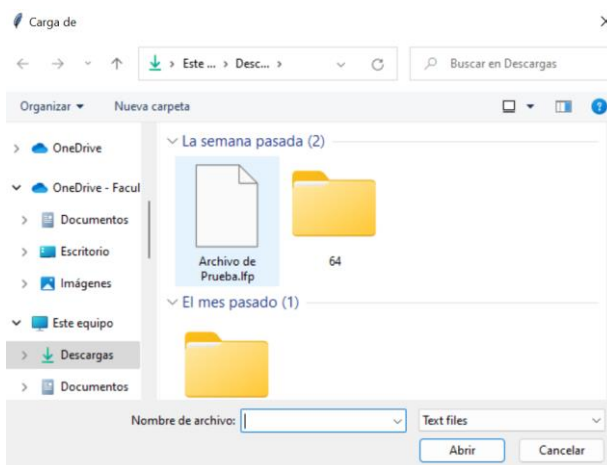 Carga de
Este ... > Desc... >
Buscar en Descargas
Organizar
Nueva carpeta
OneDrive
OneDrive - Facul
Documentos
Escritorio
Imágenes
Este equipo
Descargas
Documentos
La semana pasada (2)
Archivo de
Prueba.lfp
64
El mes pasado (1)
Nombre de archivo:
Text files
Abrir
Cancelar